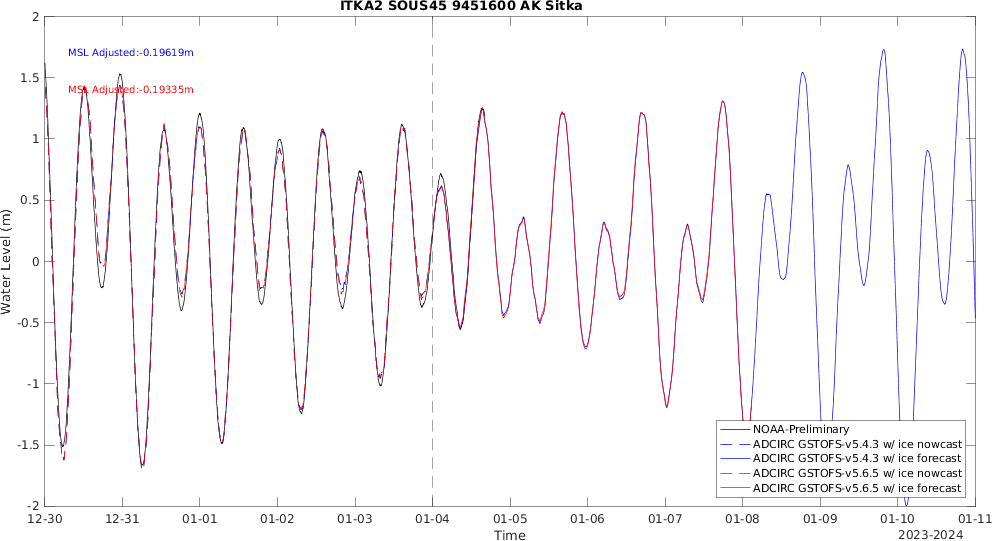 ITKA2 SOUS45 9451600 AK Sitka
MSL Adjusted:-0.19619m
MSL Adjusted:-0.19335m
Water Level (m)
2
1.5
1
0.5
0
-0.5
-1
-1.5
-2
NOAA-Preliminary
ADCIRC GSTOFS-v5.4.3 w/ ice nowcast
ADCIRC GSTOFS-v5.4.3 w/ ice forecast
ADCIRC GSTOFS-v5.6.5 w/ ice nowcast
ADCIRC GSTOFS-v5.6.5 w/ ice forecast
12-30 12-31 01-01 01-02 01-03 01-04 01-05 01-06 01-07 01-08 01-09 01-10 01-11
Time
2023-2024